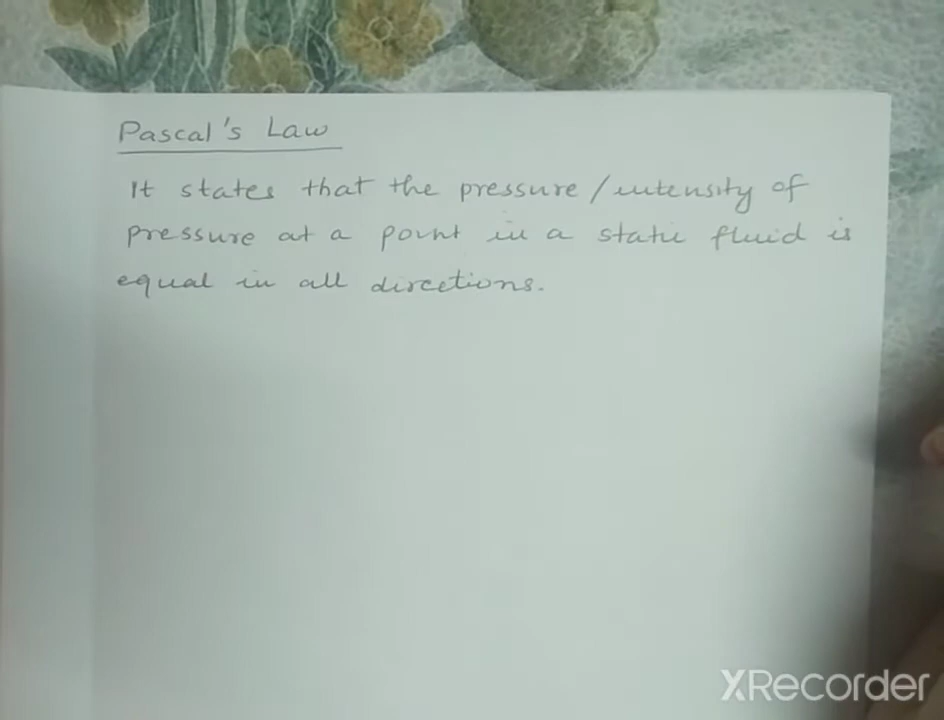 Pascal's Law
It states that the pressure / intensity of
pressure at a point in a static fluid is
equal in all directions.
XRecorder